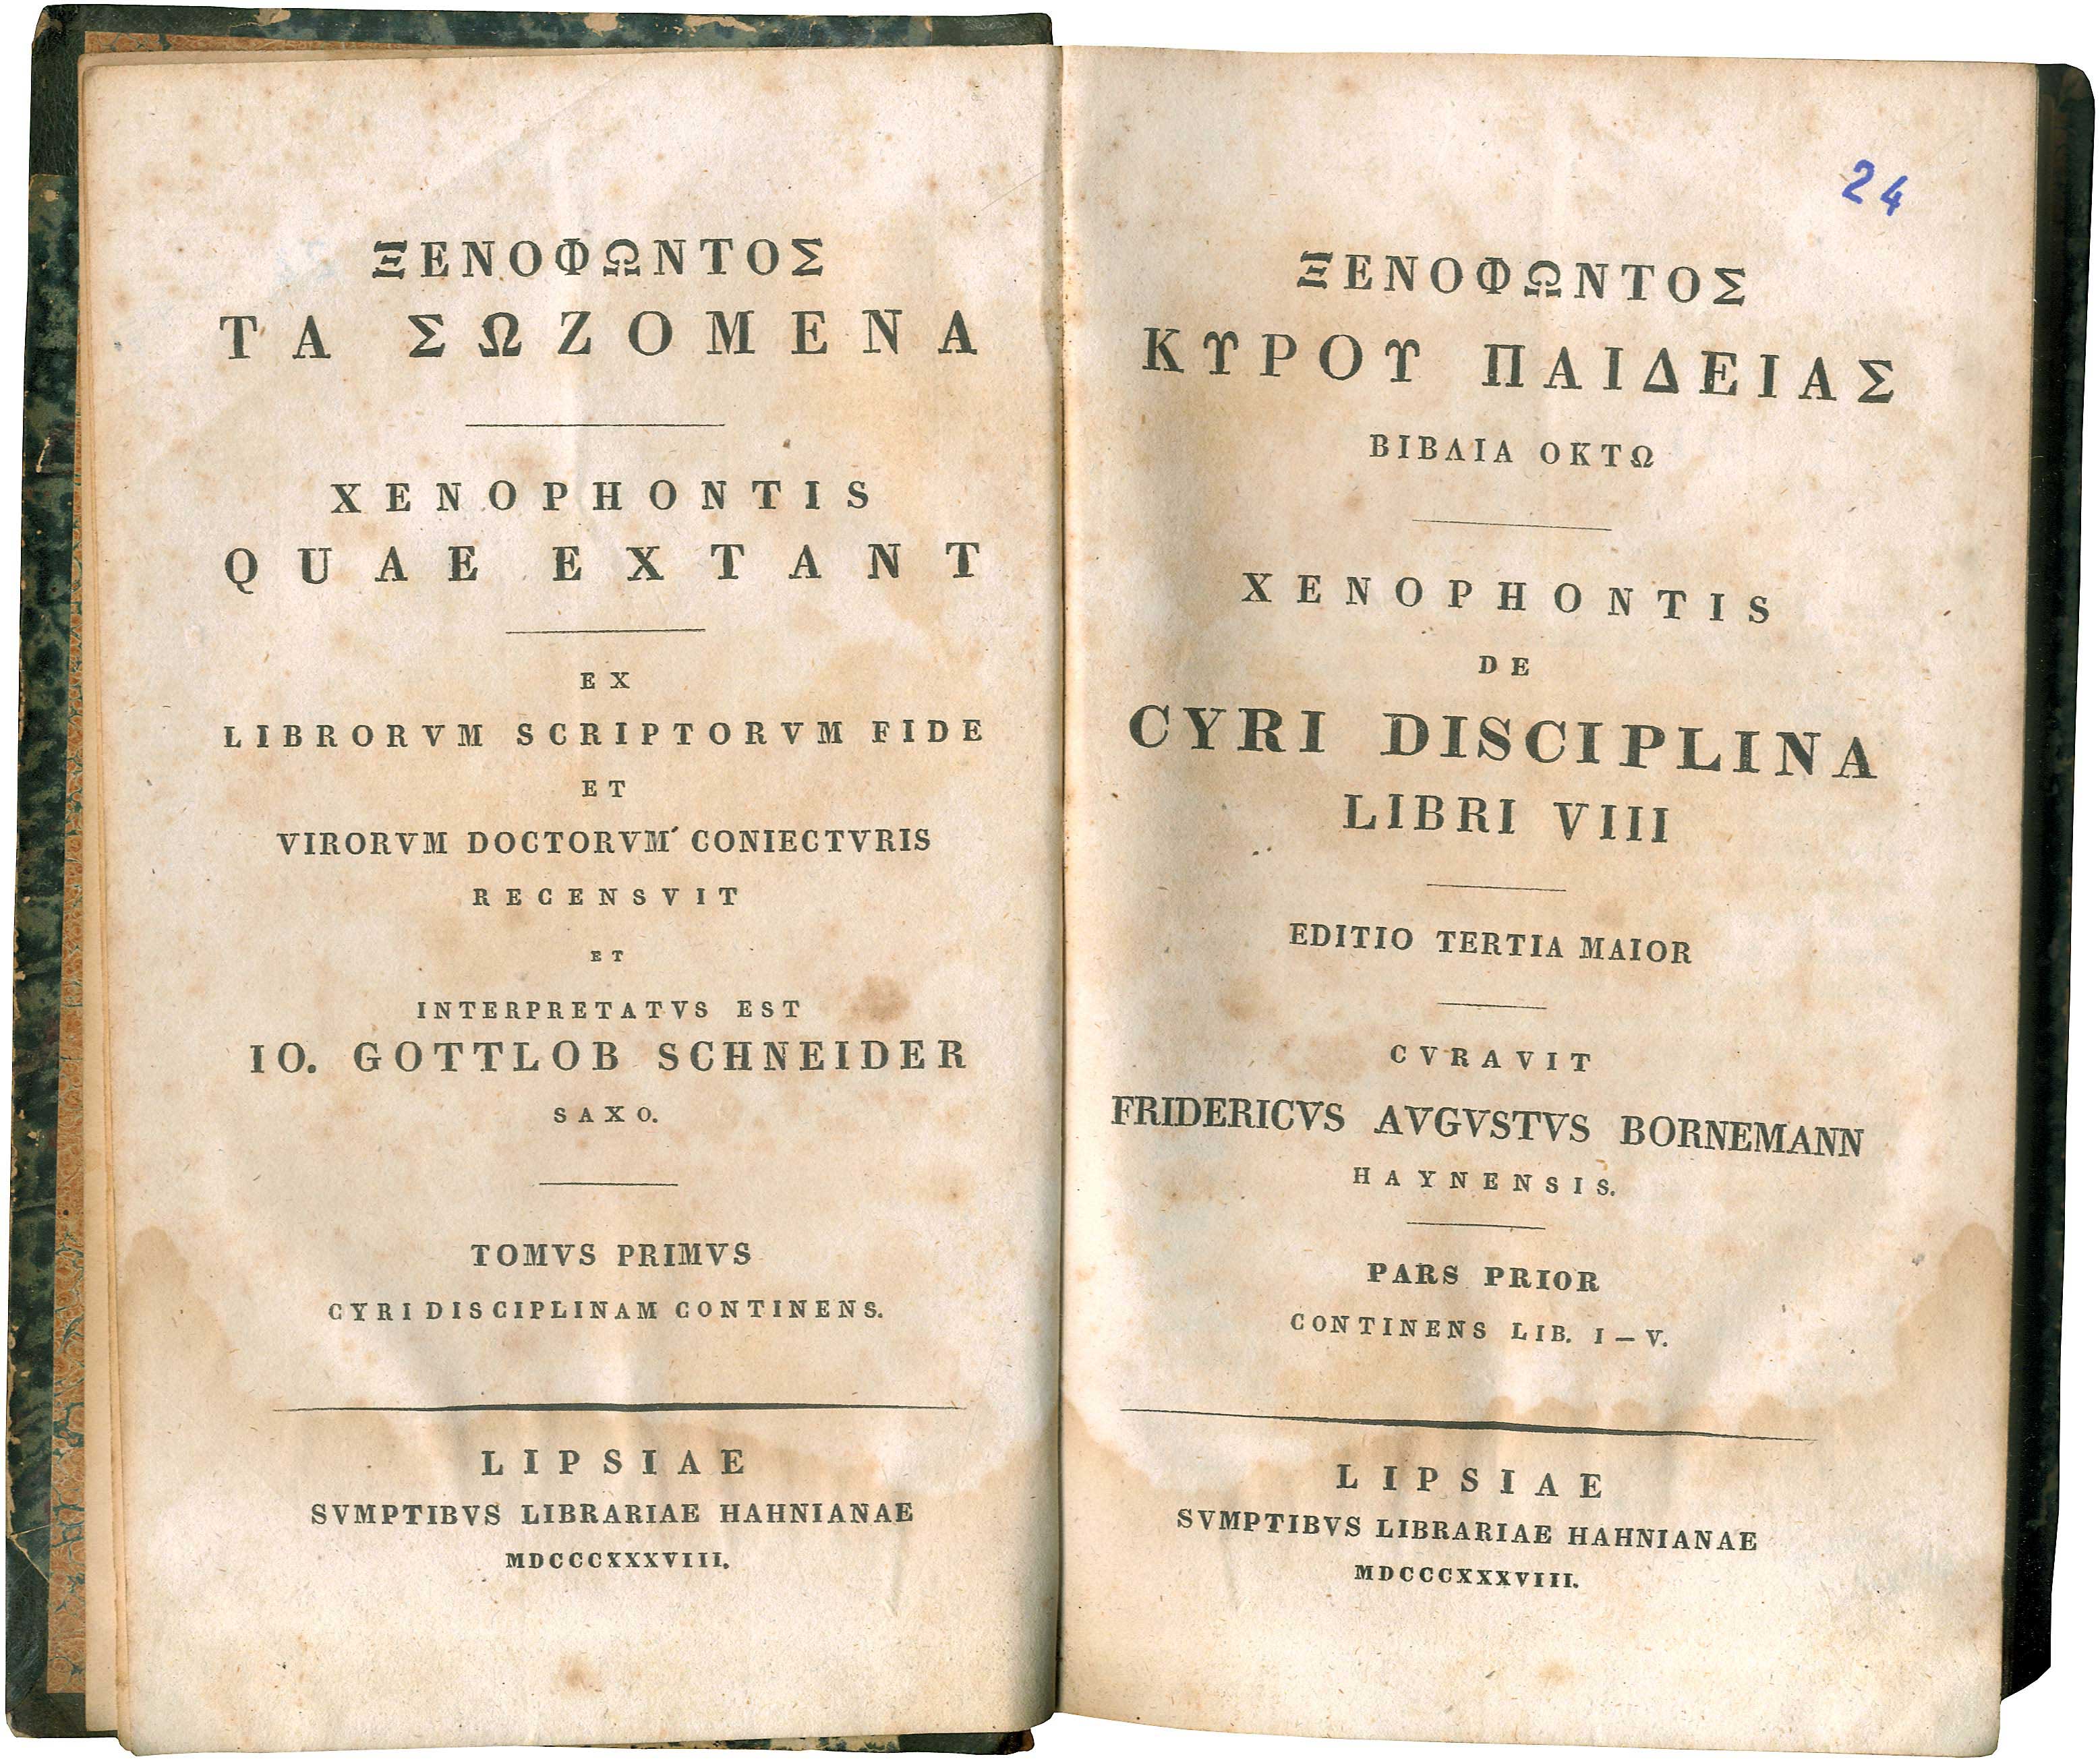 ΞΕΝΟΦΩΝΤΟΣ
ΤΑ ΣΩΖΟΜΕΝΑ
XENOPHONTIS
QUAE EXTANT
EX
LIBRORVM SCRIPTORVM FIDE
ET
VIRORVM DOCTORVM CONIECTVRIS
RECENSVIT
ET
INTERPRETATVS EST
IO. GOTTLOB SCHNEIDER
SAXO.
TOMVS PRIMVS
CYRI DISCIPLINAM CONTINENS.
LIPSIAE
SVMPTIBVS LIBRARIAE HAHNIANAE
MDCCCXXXVIII.
24
ΞΕΝΟΦΩΝΤΟΣ
ΚΥΡΟΥ ΠΑΙΔΕΙΑΣ
ΒΙΒΛΙΑ ΟΚΤΩ
XENOPHONTIS
DE
CYRI DISCIPLINA
LIBRI VIII
EDITIO TERTIA MAIOR
CVRAVIT
FRIDERICVS AVGVSTVS BORNEMANN
HAYNENSIS.
PARS PRIOR
CONTINENS LIB. I – V.
LIPSIAE
SVMPTIBVS LIBRARIAE HAHNIANAE
MDCCCXXXVIII.